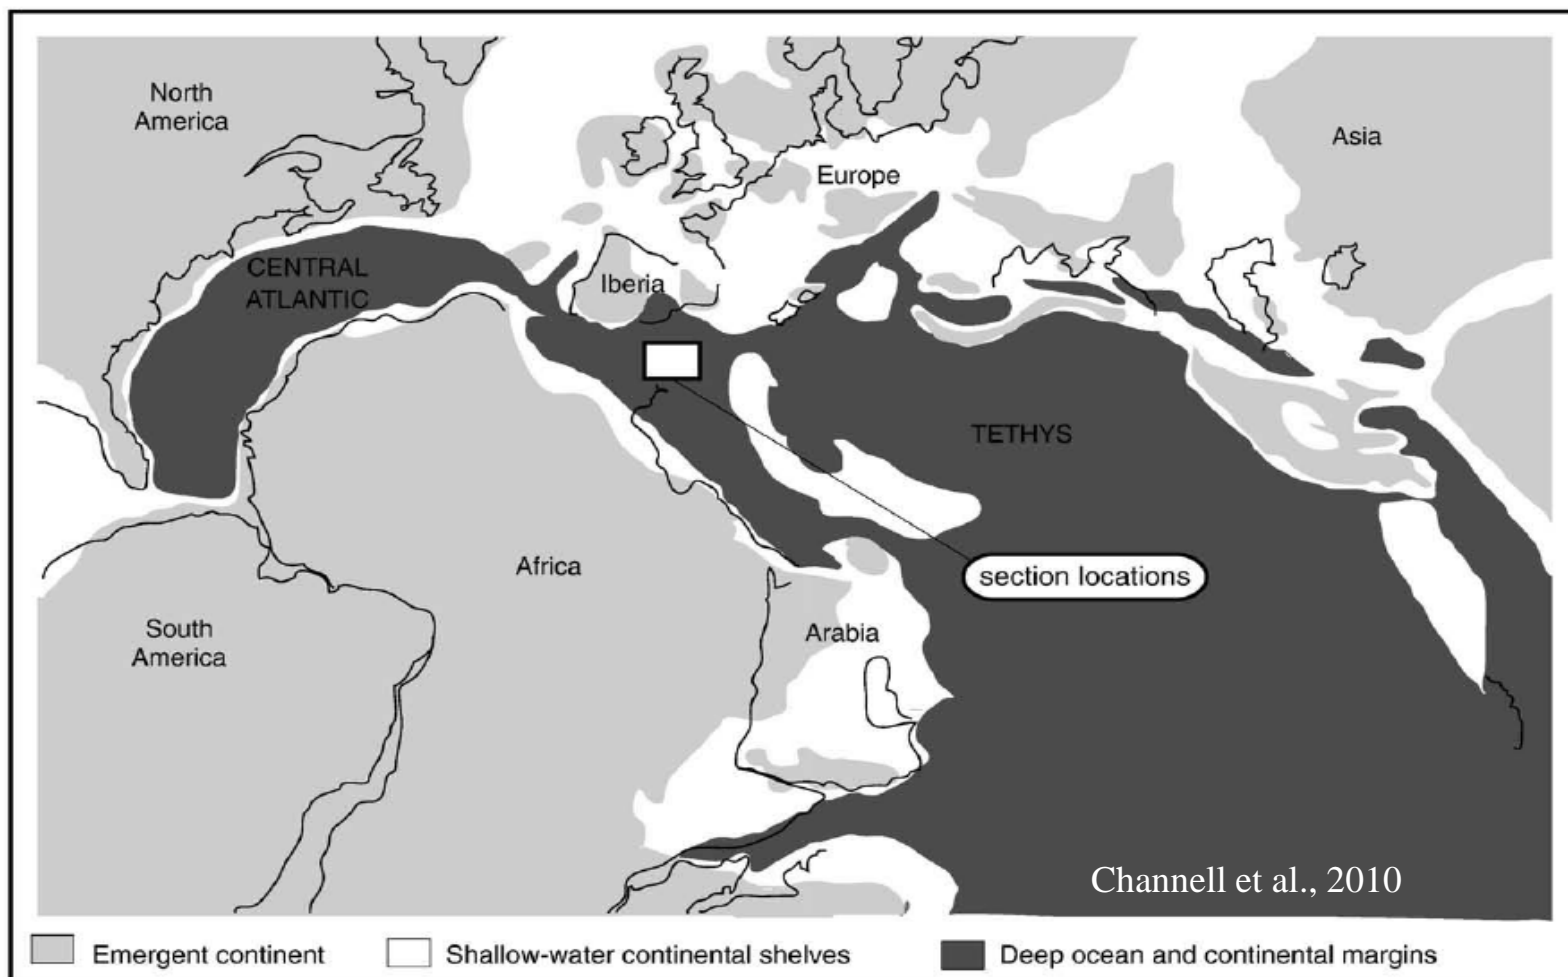 North
America
Asia
Europe
CENTRAL
ATLANTIC
Iberia
TETHYS
Africa
section locations
South
America
Arabia
Channell et al., 2010
Emergent continent
Shallow-water continental shelves
Deep ocean and continental margins